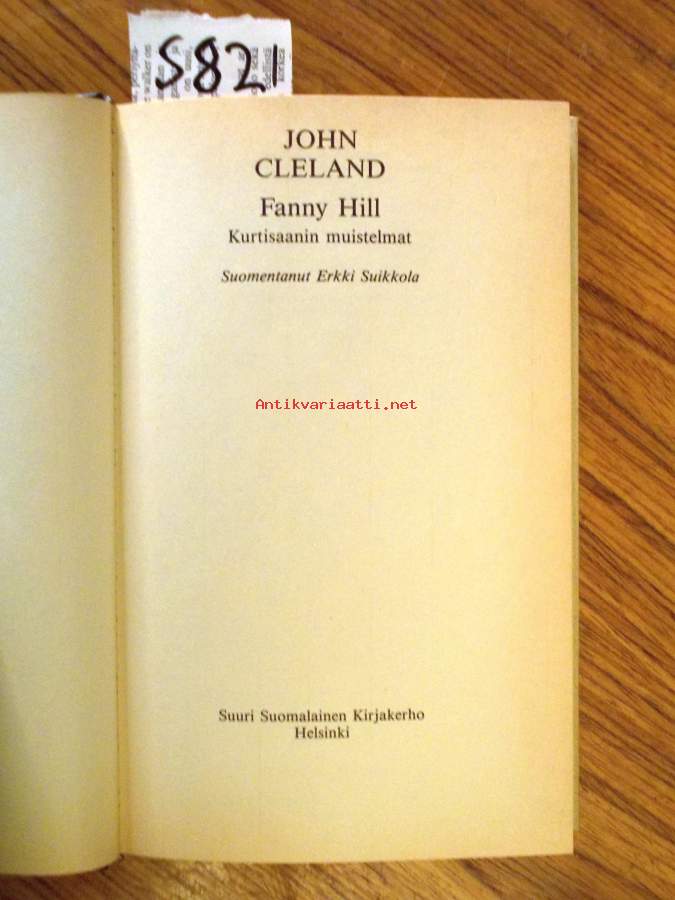 S821
JOHN
CLELAND
Fanny Hill
Kurtisaanin muistelmat
Suomentanut Erkki Suikkola
Antikvariaatti.net
Suuri Suomalainen Kirjakerho
Helsinki